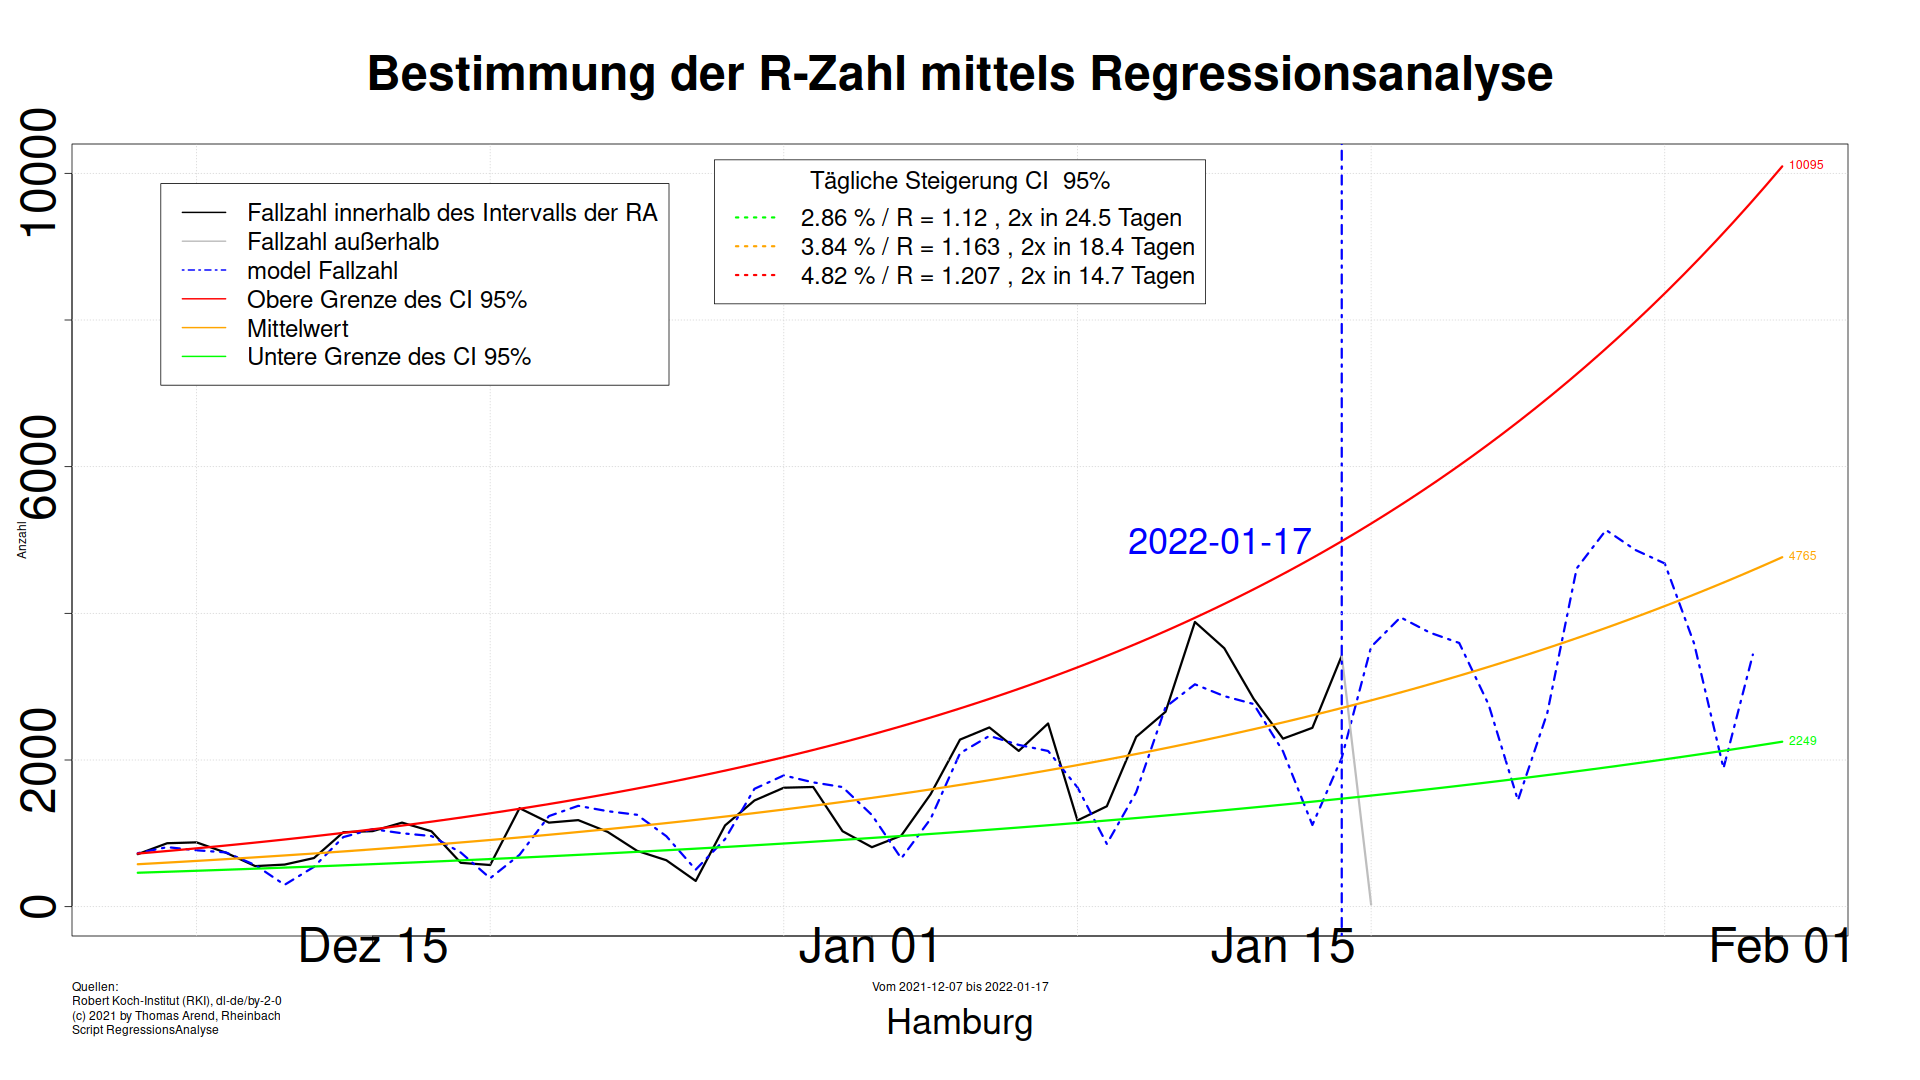 Bestimmung der R-Zahl mittels Regressionsanalyse
10000
6000
2000
0
Anzahl
Fallzahl innerhalb des Intervalls der RA
Fallzahl außerhalb
model Fallzahl
Obere Grenze des CI 95%
Mittelwert
Untere Grenze des CI 95%
Tägliche Steigerung CI  95%
2.86 % / R = 1.12 , 2x in 24.5 Tagen
3.84 % / R = 1.163 , 2x in 18.4 Tagen
4.82 % / R = 1.207 , 2x in 14.7 Tagen
10095
2022-01-17
4765
2249
Dez 15
Jan 01
Jan 15
Feb 01
Quellen:
Robert Koch-Institut (RKI), dl-de/by-2-0
(c) 2021 by Thomas Arend, Rheinbach
Script RegressionsAnalyse
Vom 2021-12-07 bis 2022-01-17
Hamburg